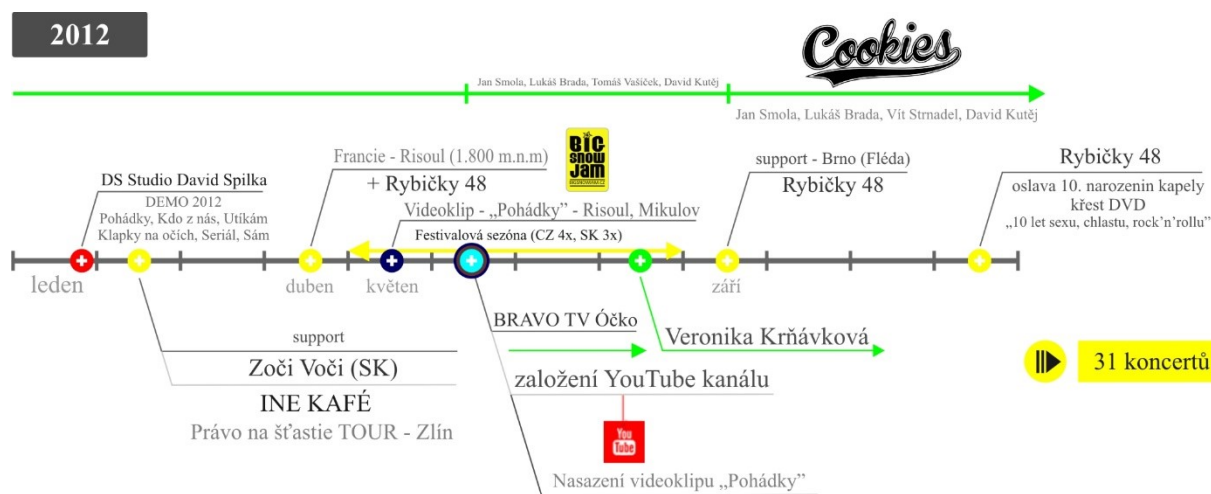 2012
Cookies
Jan Smola, Lukáš Brada, Tomáš Vašíček, David Kutěj
Jan Smola, Lukáš Brada, Vít Strnadel, David Kutěj
DS Studio David Spilka
DEMO 2012
Pohádky, Kdo z nás, Utíkám
Klapky na očích, Seriál, Sám
Francie - Risoul (1.800 m.n.m)
+ Rybičky 48
BIG
SNOW
JAM
Videoklip - „Pohádky” - Risoul, Mikulov
Festivalová sezóna (CZ 4x, SK 3x)
support - Brno (Fléda)
Rybičky 48
Rybičky 48
oslava 10. narozenin kapely
křest DVD
„10 let sexu, chlastu, rock’n’rollu”
leden
duben
květen
září
support
Zoči Voči (SK)
INE KAFÉ
Právo na šťastie TOUR - Zlín
BRAVO TV Óčko
Veronika Krňávková
založení YouTube kanálu
You
Tube
Nasazení videoklipu „Pohádky”
31 koncertů